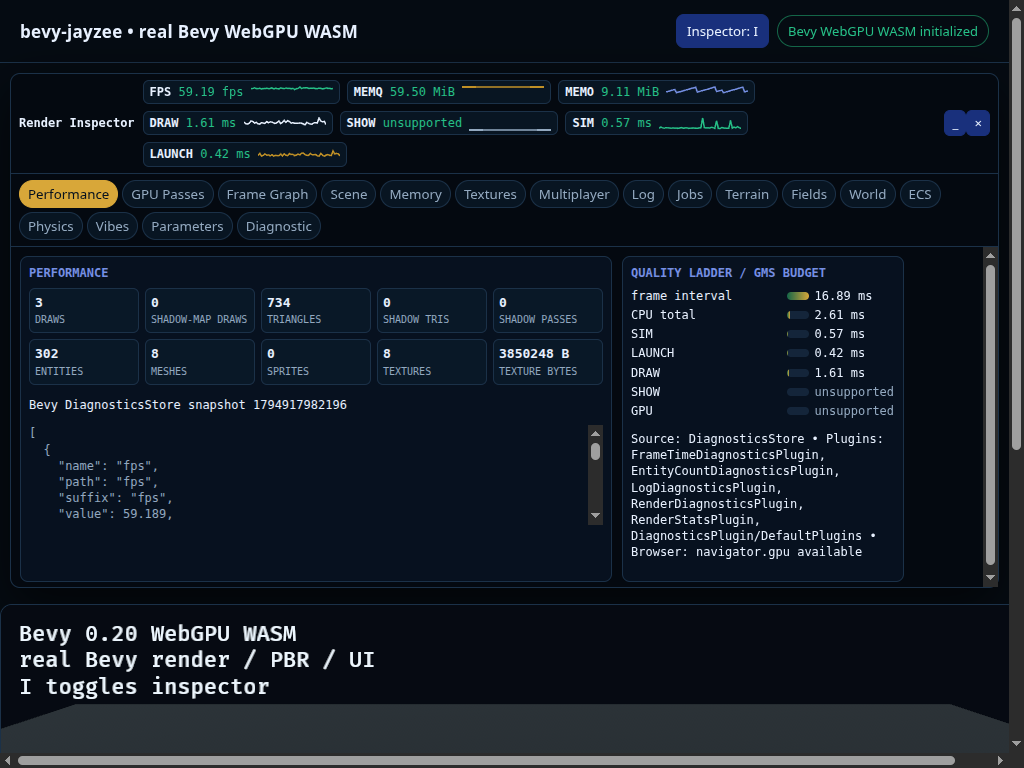 bevy-jayzee • real Bevy WebGPU WASM
Inspector: I
Bevy WebGPU WASM initialized
Render Inspector
FPS 59.19 fps
MEMQ 59.50 MiB
MEMO 9.11 MiB
DRAW 1.61 ms
SHOW unsupported
SIM 0.57 ms
LAUNCH 0.42 ms
_
×
Performance
GPU Passes
Frame Graph
Scene
Memory
Textures
Multiplayer
Log
Jobs
Terrain
Fields
World
ECS
Physics
Vibes
Parameters
Diagnostic
PERFORMANCE
3
DRAWS
0
SHADOW-MAP DRAWS
734
TRIANGLES
0
SHADOW TRIS
0
SHADOW PASSES
302
ENTITIES
8
MESHES
0
SPRITES
8
TEXTURES
3850248 B
TEXTURE BYTES
Bevy DiagnosticsStore snapshot 1794917982196
[
{
"name": "fps",
"path": "fps",
"suffix": "fps",
"value": 59.189,
QUALITY LADDER / GMS BUDGET
frame interval 16.89 ms
CPU total 2.61 ms
SIM 0.57 ms
LAUNCH 0.42 ms
DRAW 1.61 ms
SHOW unsupported
GPU unsupported
Source: DiagnosticsStore • Plugins:
FrameTimeDiagnosticsPlugin,
EntityCountDiagnosticsPlugin,
LogDiagnosticsPlugin,
RenderDiagnosticsPlugin,
RenderStatsPlugin,
DiagnosticsPlugin/DefaultPlugins •
Browser: navigator.gpu available
Bevy 0.20 WebGPU WASM
real Bevy render / PBR / UI
I toggles inspector